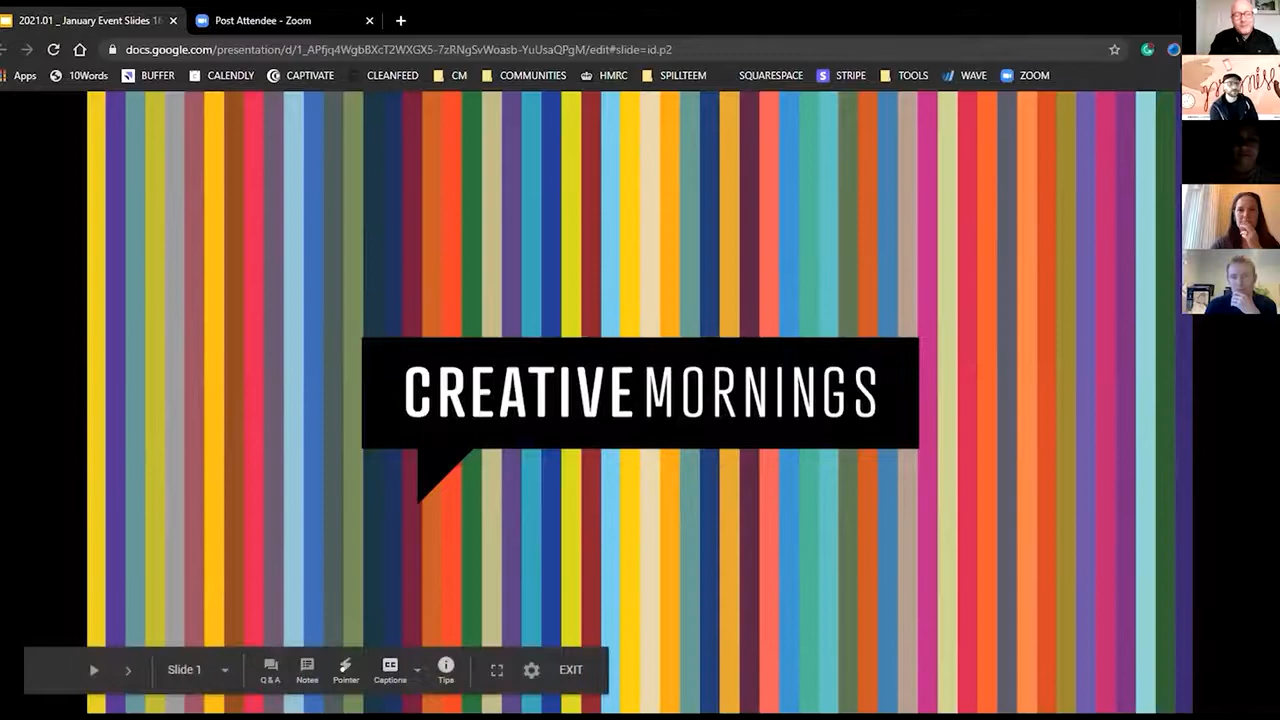 2021.01 _ January Event Slides 16
Post Attendee - Zoom
docs.google.com/presentation/d/1_APfjq4WgbBXcT2WXGX5-7zRNgSvWoasb-YuUsaQPgM/edit#slide=id.p2
Apps 10Words BUFFER CALENDLY CAPTIVATE CLEANFEED CM COMMUNITIES HMRC SPILLTEEM SQUARESPACE STRIPE TOOLS WAVE ZOOM
CREATIVEMORNINGS
Slide 1
Q&A Notes Pointer Captions Tips EXIT